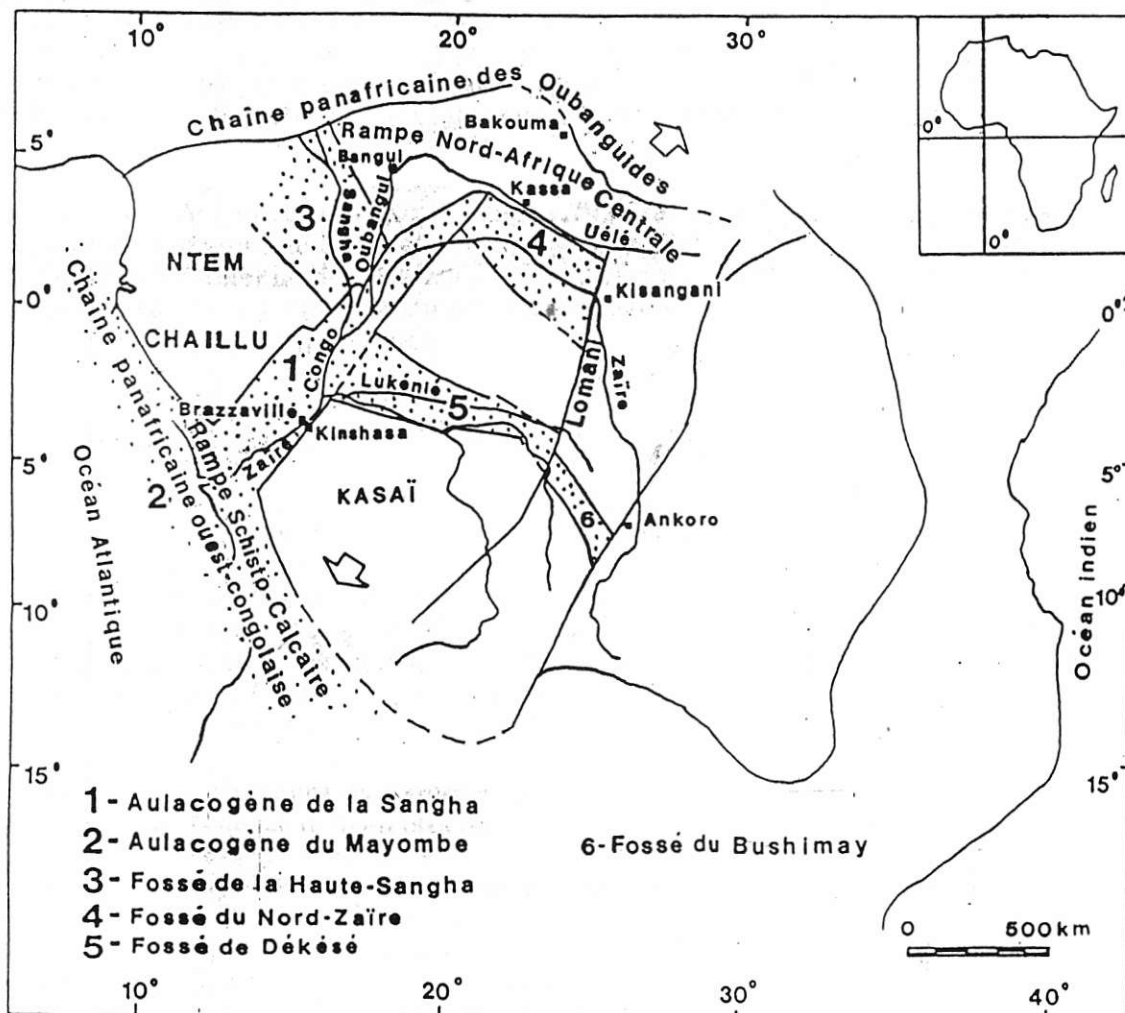 10° 20° 30°
Chaîne panafricaine des Oubanguides
5°
Rampe Nord-Afrique Centrale
Bakouma
Bangui
Kassa
0°
0°
3
Sangha
Oubangui
4
Uélé
NTEM
Kisangani
0°
0°
CHAILLU
1
Congo
Lukénie
5
Lomani
Zaïre
Brazzaville
Kinshasa
Zaïre
Chaîne panafricaine ouest-congolaise
Rampe Schisto-Calcaire
2
5°
5°
KASAÏ
6
Ankoro
Océan Atlantique
Océan indien
10°
10°
15°
15°
1- Aulacogène de la Sangha
2- Aulacogène du Mayombe
3- Fossé de la Haute-Sangha
4- Fossé du Nord-Zaïre
5- Fossé de Dékésé
6-Fossé du Bushimay
0 500km
10° 20° 30° 40°